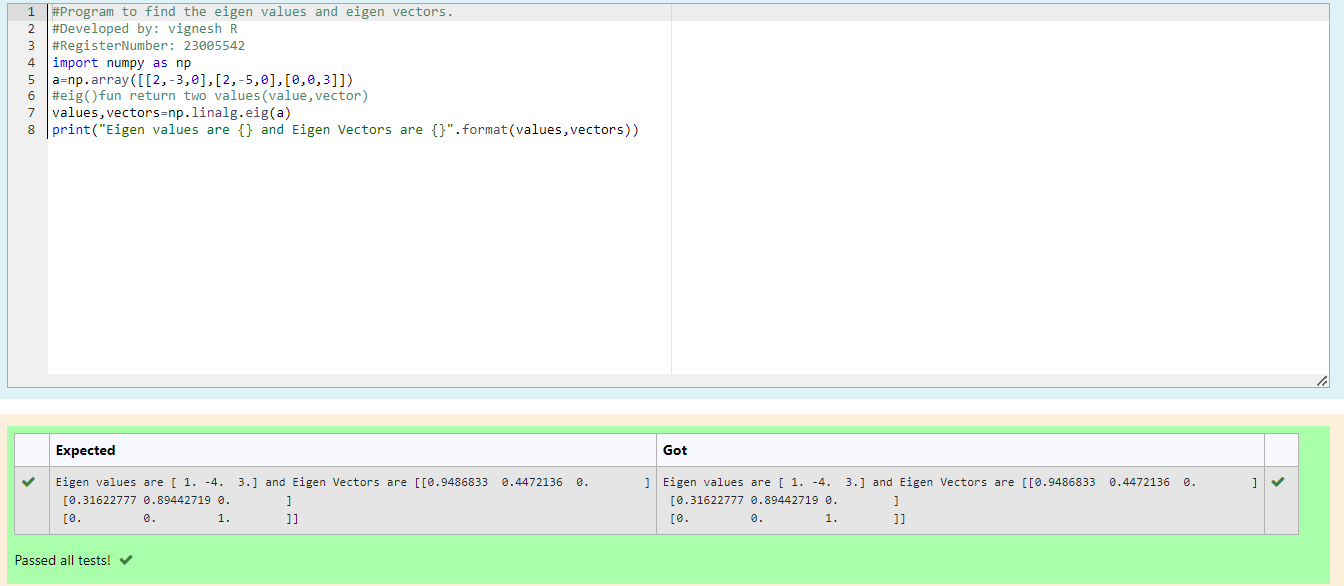 1 #Program to find the eigen values and eigen vectors.
2 #Developed by: vignesh R
3 #RegisterNumber: 23005542
4 import numpy as np
5 a=np.array([[2,-3,0],[2,-5,0],[0,0,3]])
6 #eig()fun return two values(value,vector)
7 values,vectors=np.linalg.eig(a)
8 print("Eigen values are {} and Eigen Vectors are {}".format(values,vectors))
Expected Got
Eigen values are [ 1. -4.  3.] and Eigen Vectors are [[0.9486833  0.4472136  0.        ] Eigen values are [ 1. -4.  3.] and Eigen Vectors are [[0.9486833  0.4472136  0.        ]
[0.31622777 0.89442719 0.        ] [0.31622777 0.89442719 0.        ]
[0.         0.         1.        ]] [0.         0.         1.        ]]
Passed all tests!